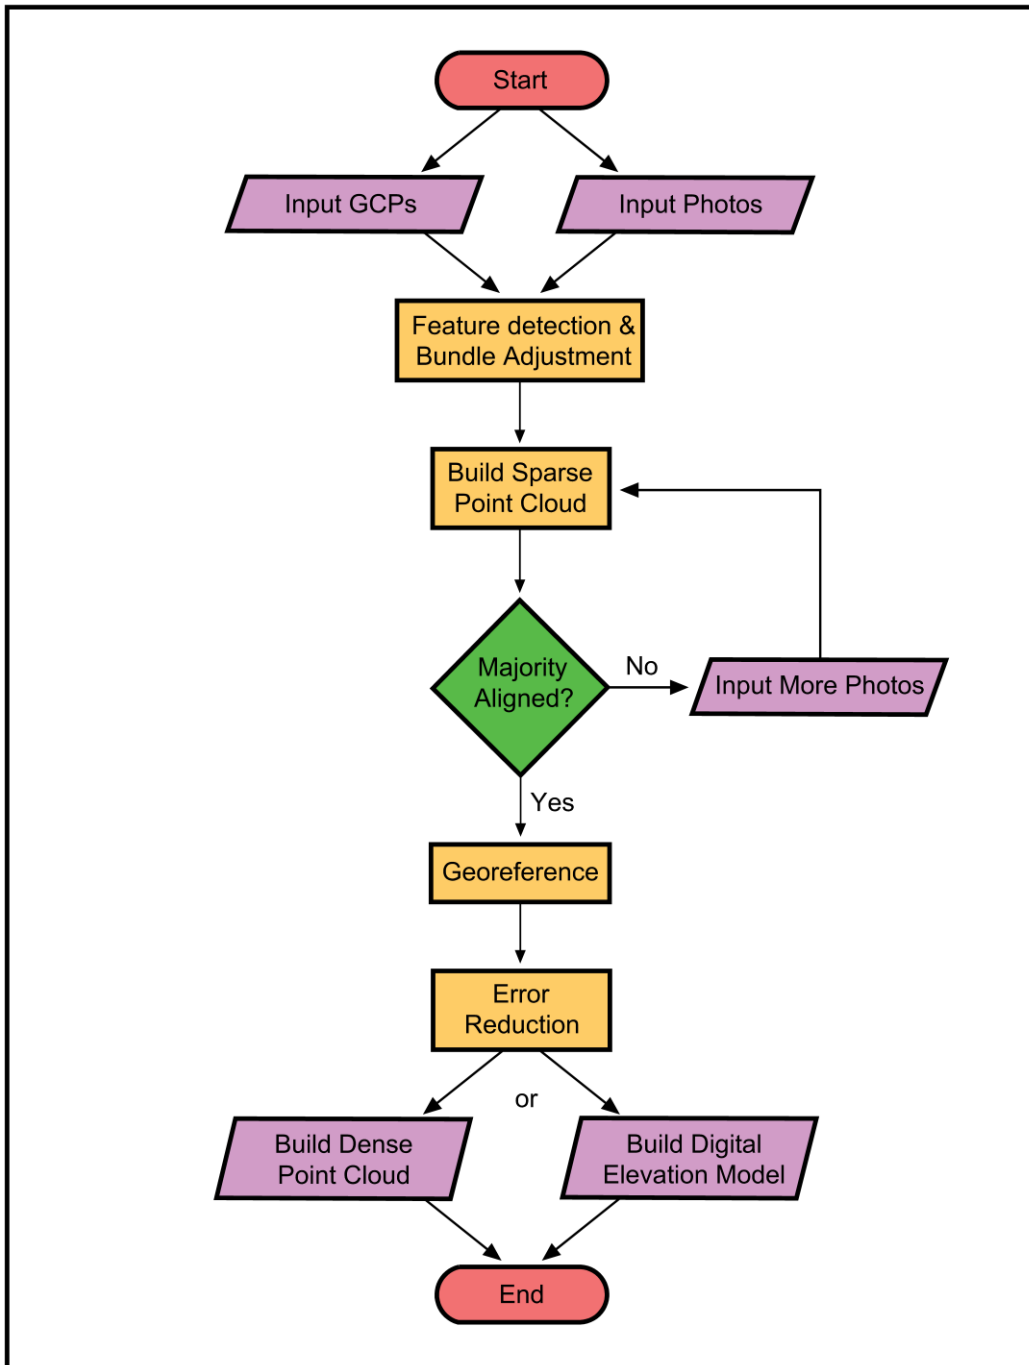 Start
Input GCPs
Input Photos
Feature detection &
Bundle Adjustment
Build Sparse
Point Cloud
Majority
Aligned?
No
Input More Photos
Yes
Georeference
Error
Reduction
or
Build Dense
Point Cloud
Build Digital
Elevation Model
End